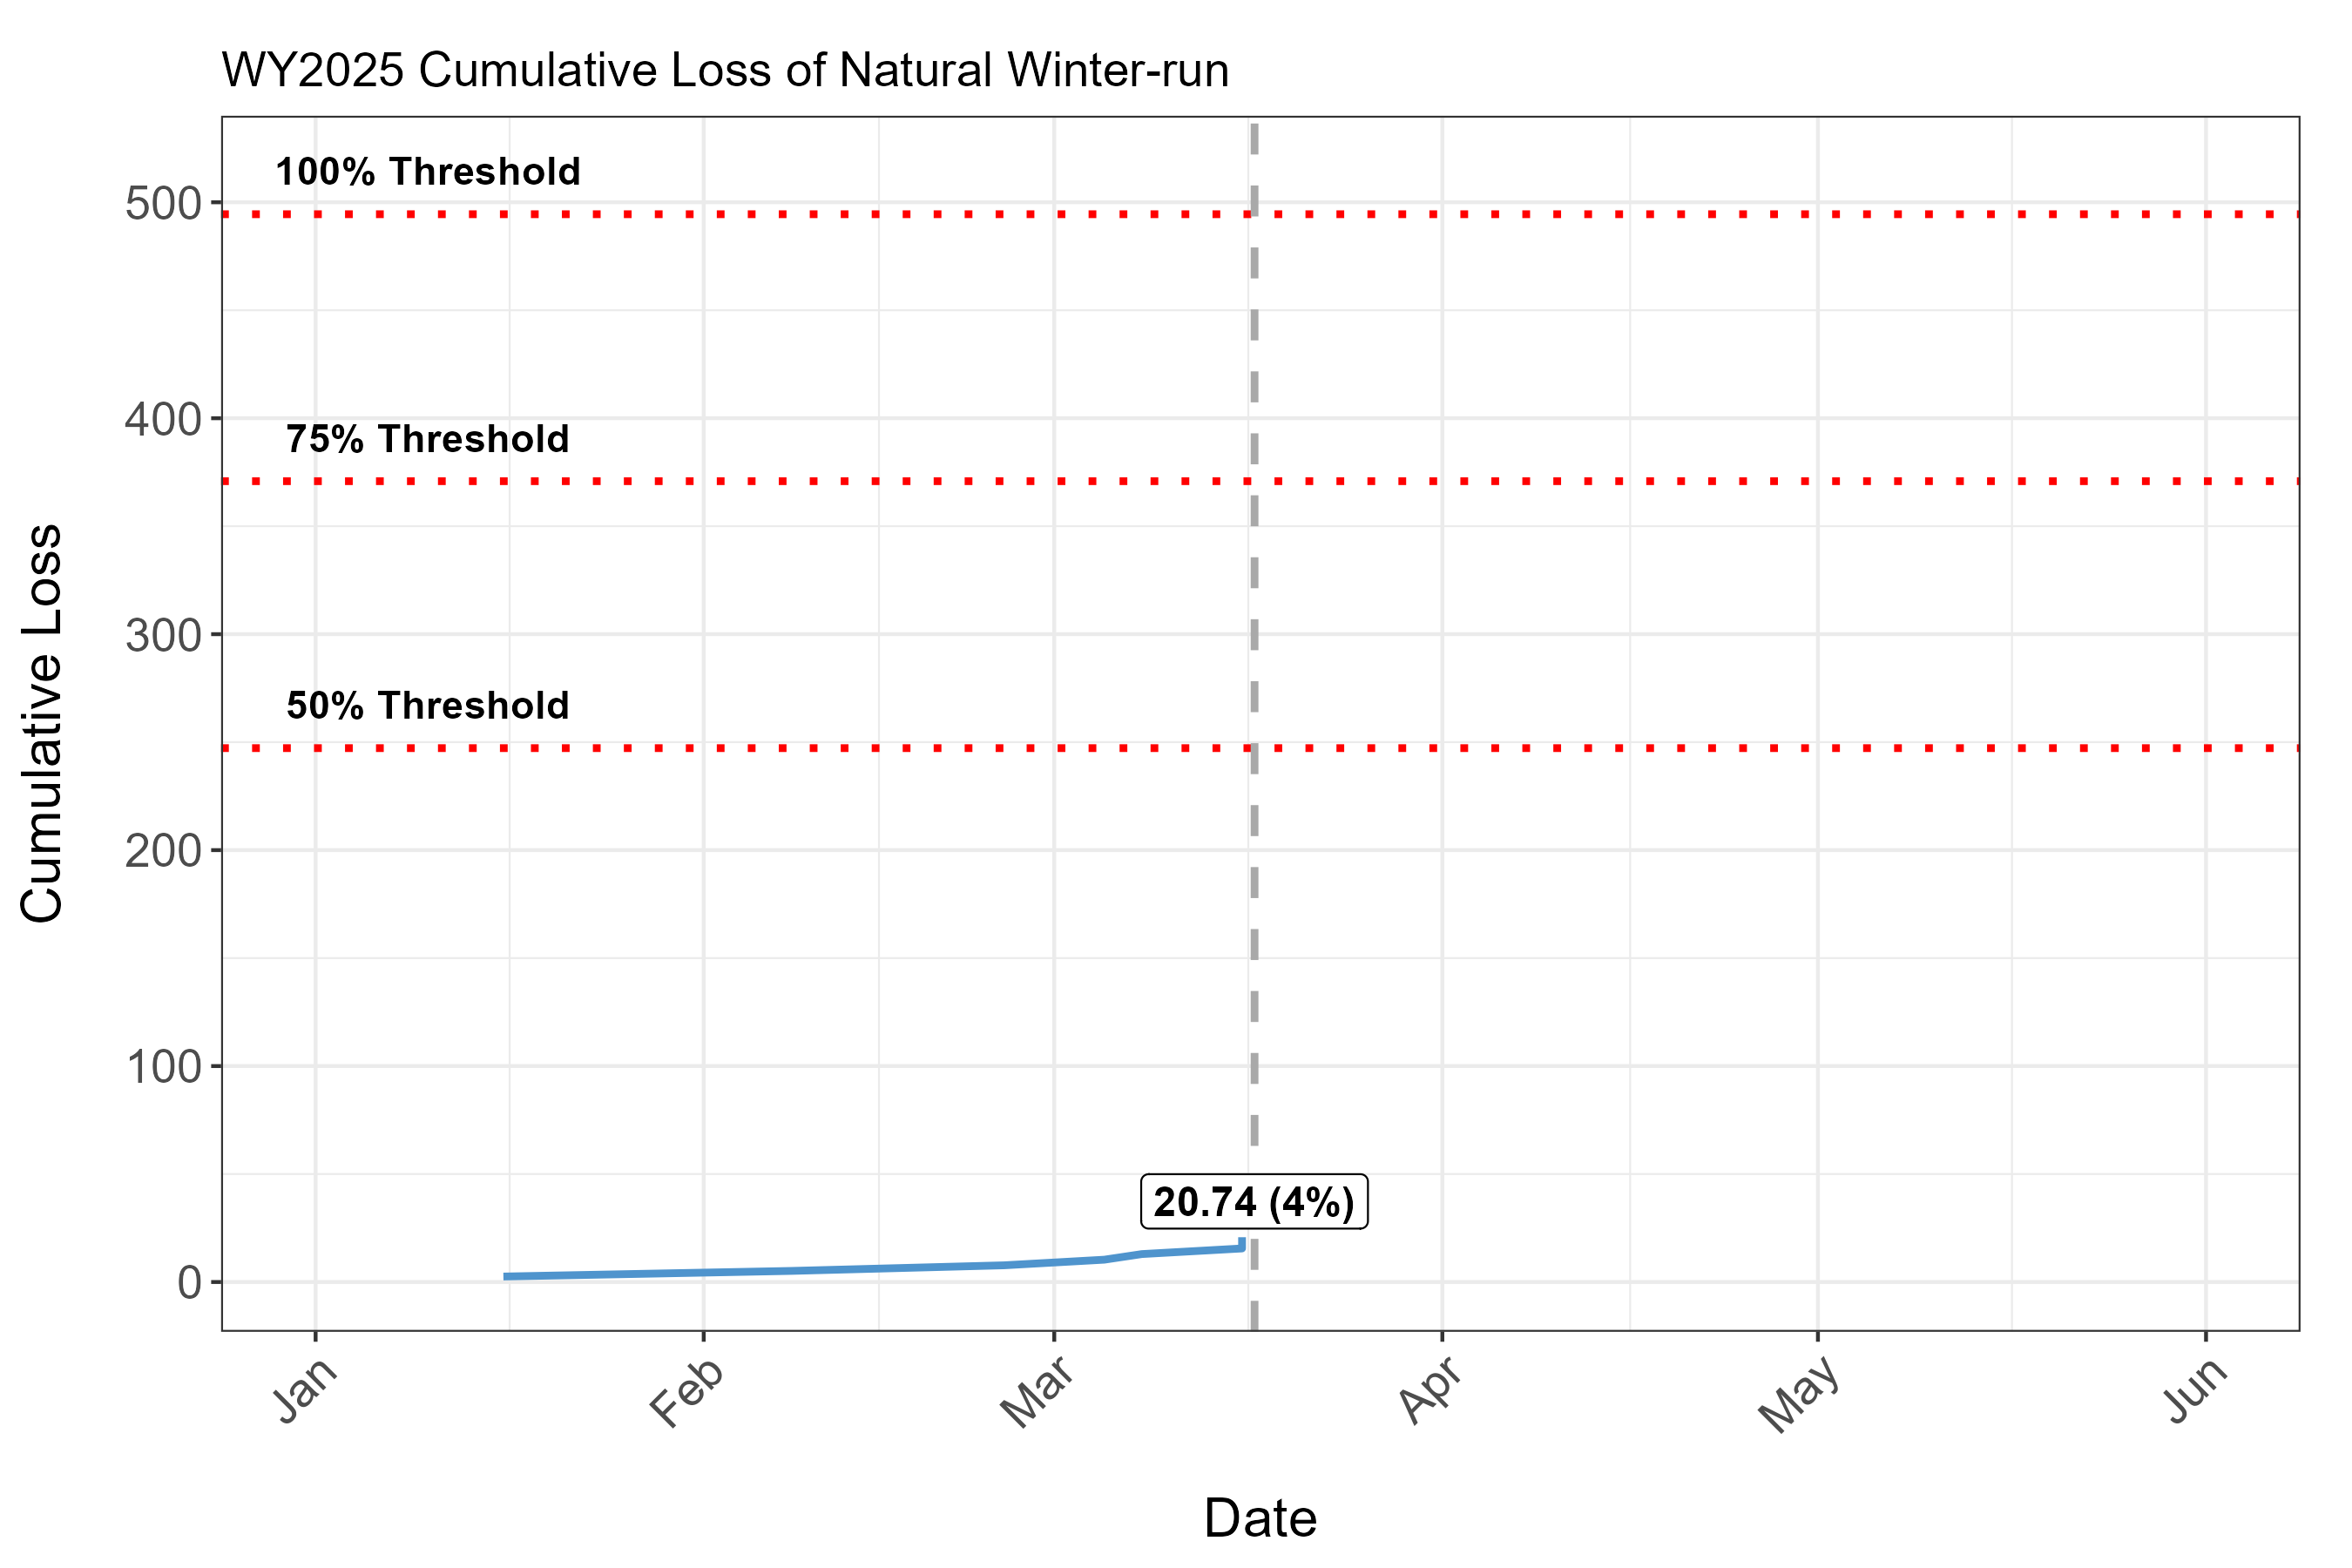 WY2025 Cumulative Loss of Natural Winter-run
100% Threshold
500
400
75% Threshold
300
50% Threshold
200
100
20.74 (4%)
0
Cumulative Loss
Jan
Feb
Mar
Apr
May
Jun
Date